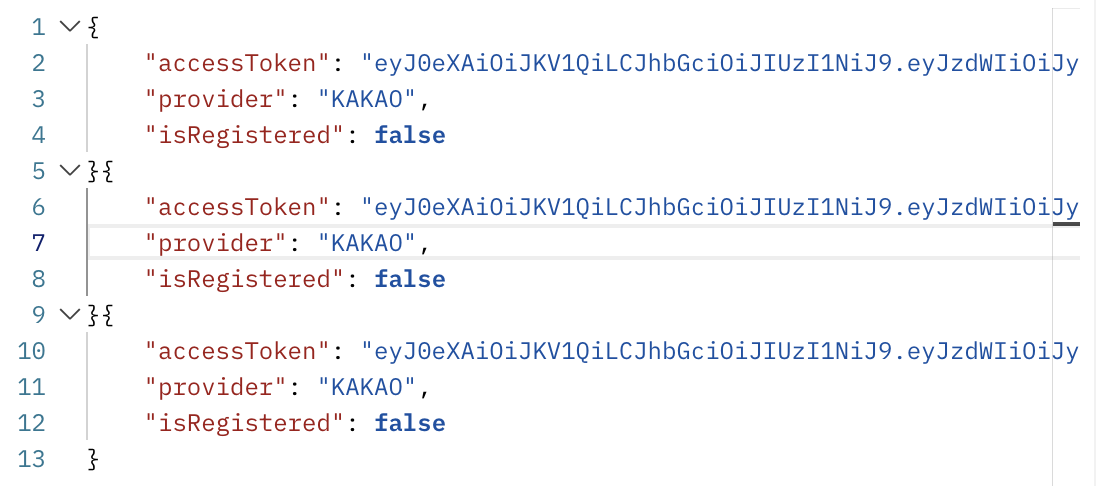 1 {
2 "accessToken": "eyJ0eXAiOiJKV1QiLCJhbGciOiJIUzI1NiJ9.eyJzdWIiOiJy
3 "provider": "KAKAO",
4 "isRegistered": false
5 }{
6 "accessToken": "eyJ0eXAiOiJKV1QiLCJhbGciOiJIUzI1NiJ9.eyJzdWIiOiJy
7 "provider": "KAKAO",
8 "isRegistered": false
9 }{
10 "accessToken": "eyJ0eXAiOiJKV1QiLCJhbGciOiJIUzI1NiJ9.eyJzdWIiOiJy
11 "provider": "KAKAO",
12 "isRegistered": false
13 }